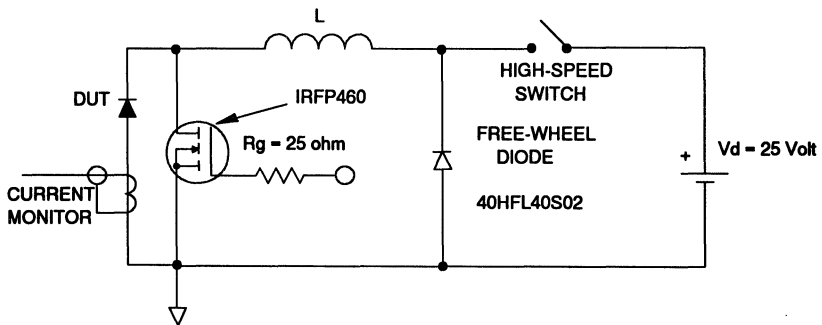 L
HIGH-SPEED
SWITCH
DUT
IRFP460
Rg = 25 ohm
FREE-WHEEL
DIODE
+
Vd = 25 Volt
CURRENT
MONITOR
40HFL40S02